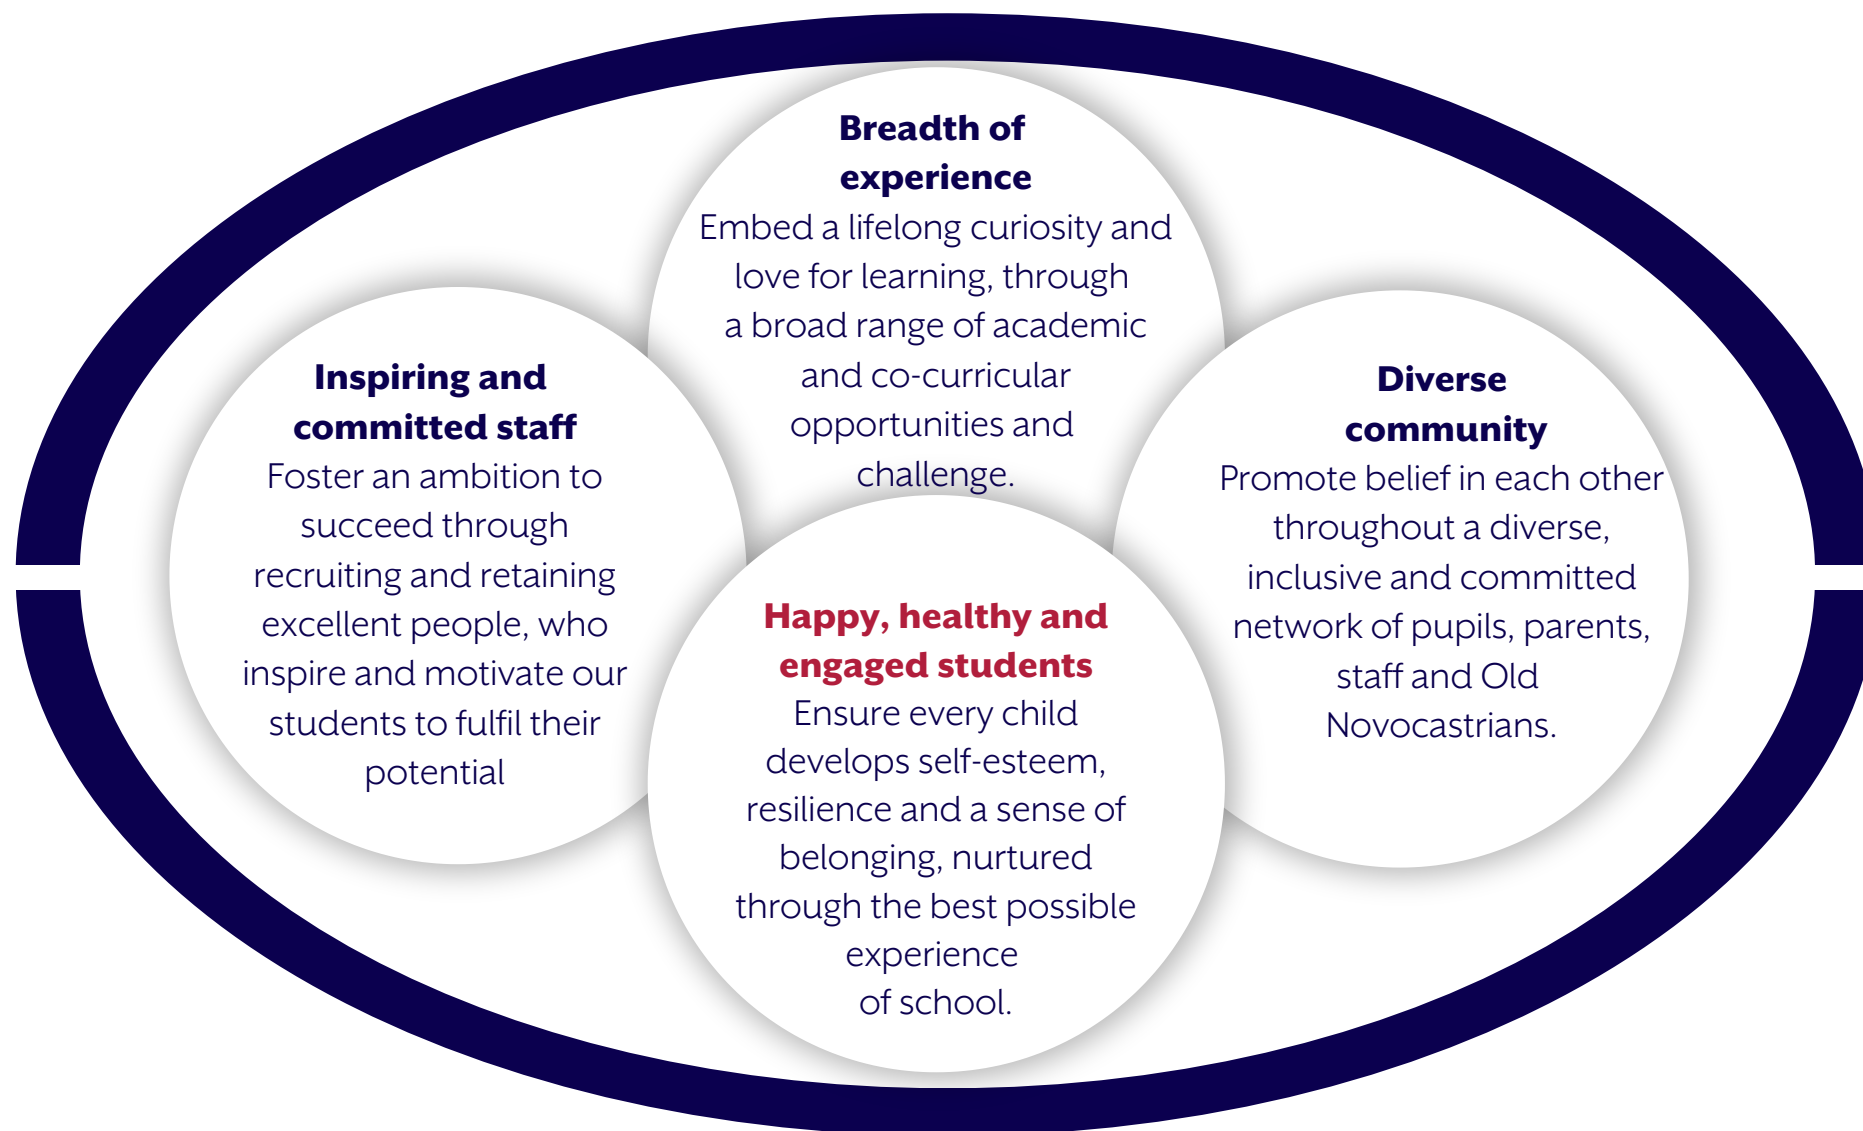 Breadth of
experience
Embed a lifelong curiosity and
love for learning, through
a broad range of academic
and co-curricular
opportunities and
challenge.
Inspiring and
committed staff
Foster an ambition to
succeed through
recruiting and retaining
excellent people, who
inspire and motivate our
students to fulfil their
potential
Diverse
community
Promote belief in each other
throughout a diverse,
inclusive and committed
network of pupils, parents,
staff and Old
Novocastrians.
Happy, healthy and
engaged students
Ensure every child
develops self-esteem,
resilience and a sense of
belonging, nurtured
through the best possible
experience
of school.